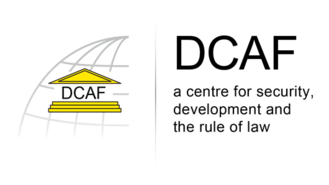 DCAF
DCAF
a centre for security,
development and
the rule of law